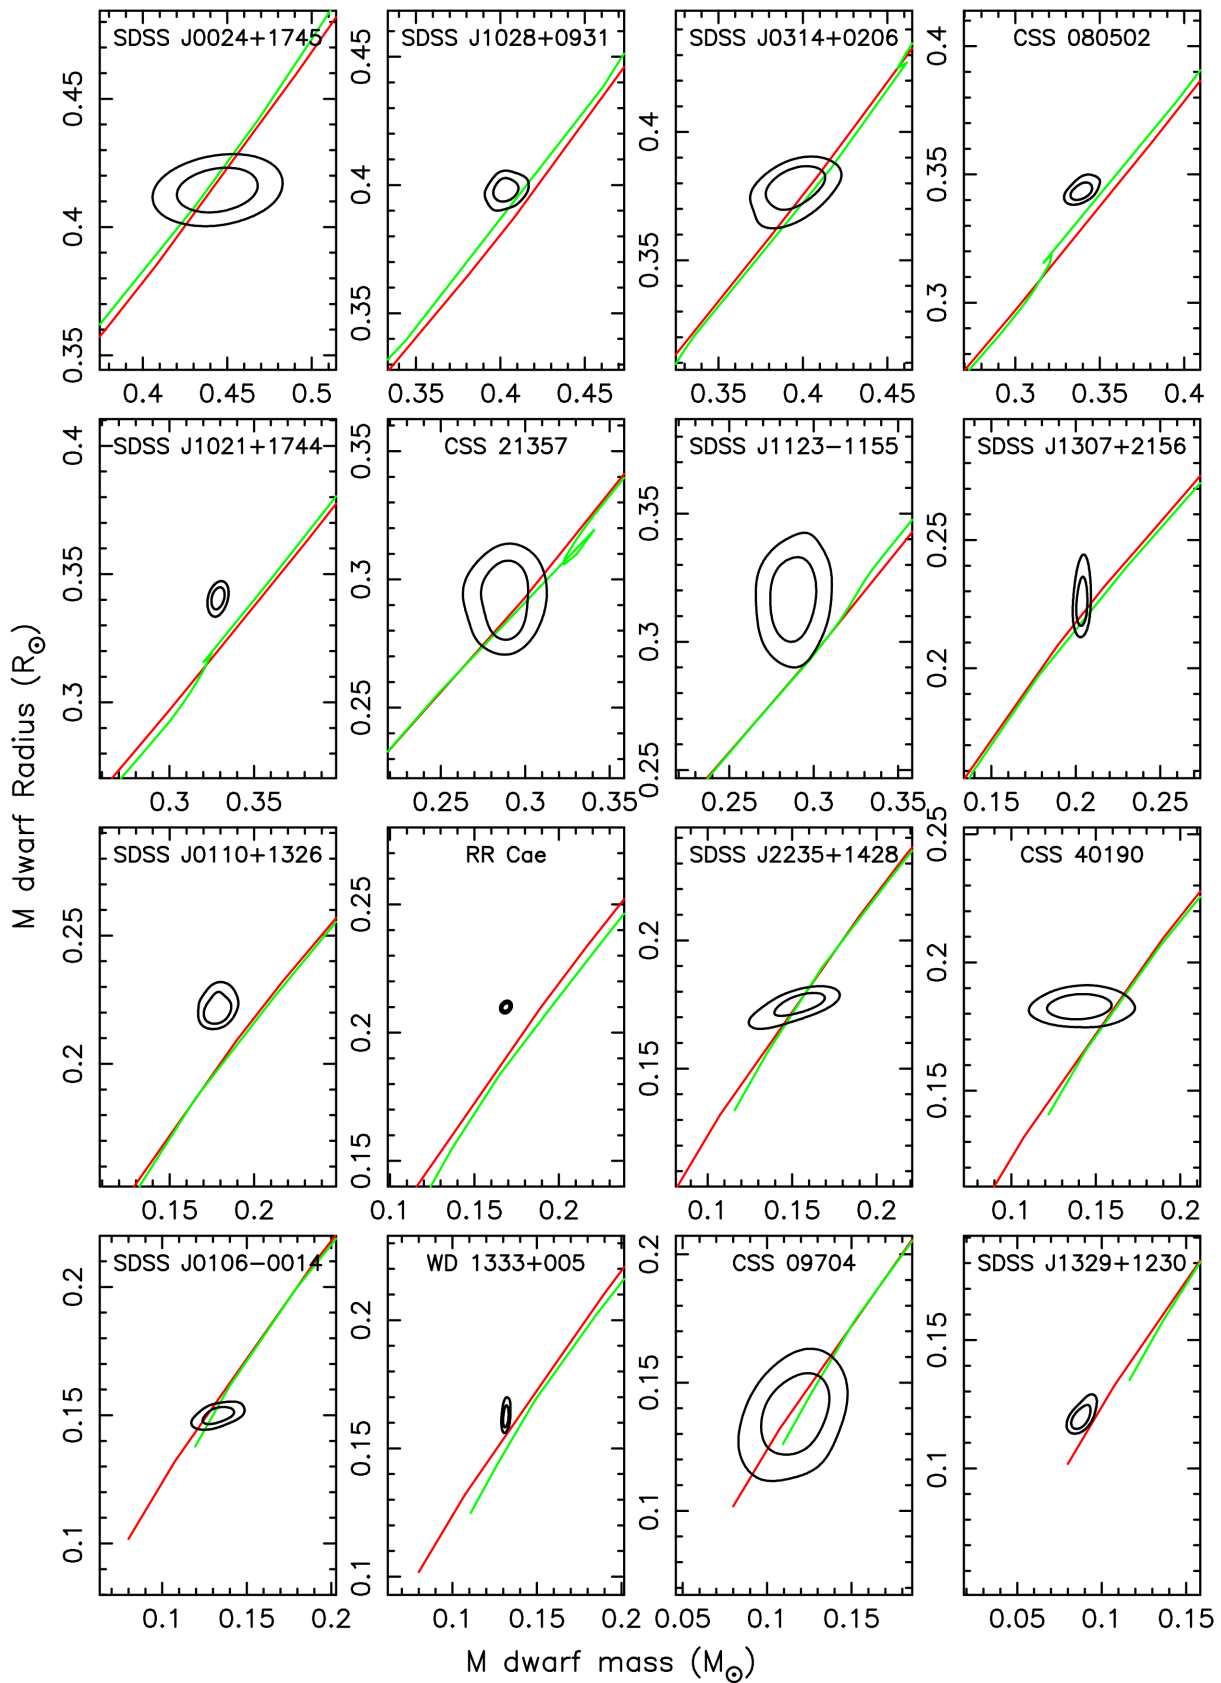 SDSS J0024+1745
SDSS J1028+0931
SDSS J0314+0206
CSS 080502
0.45
0.4
0.35
0.45
0.4
0.35
0.4
0.35
0.4
0.35
0.3
0.4 0.45 0.5
0.35 0.4 0.45
0.35 0.4 0.45
0.3 0.35 0.4
SDSS J1021+1744
CSS 21357
SDSS J1123−1155
SDSS J1307+2156
0.4
0.35
0.3
0.35
0.3
0.25
0.35
0.3
0.25
0.25
0.2
0.3 0.35
0.25 0.3 0.35
0.25 0.3 0.35
0.15 0.2 0.25
M dwarf Radius (R☉)
SDSS J0110+1326
RR Cae
SDSS J2235+1428
CSS 40190
0.25
0.2
0.25
0.2
0.15
0.2
0.15
0.25
0.2
0.15
0.15 0.2
0.1 0.15 0.2
0.1 0.15 0.2
0.1 0.15 0.2
SDSS J0106−0014
WD 1333+005
CSS 09704
SDSS J1329+1230
0.2
0.15
0.1
0.2
0.15
0.1
0.2
0.15
0.1
0.15
0.1
0.1 0.15 0.2
0.1 0.15 0.2
0.05 0.1 0.15
0.05 0.1 0.15
M dwarf mass (M☉)